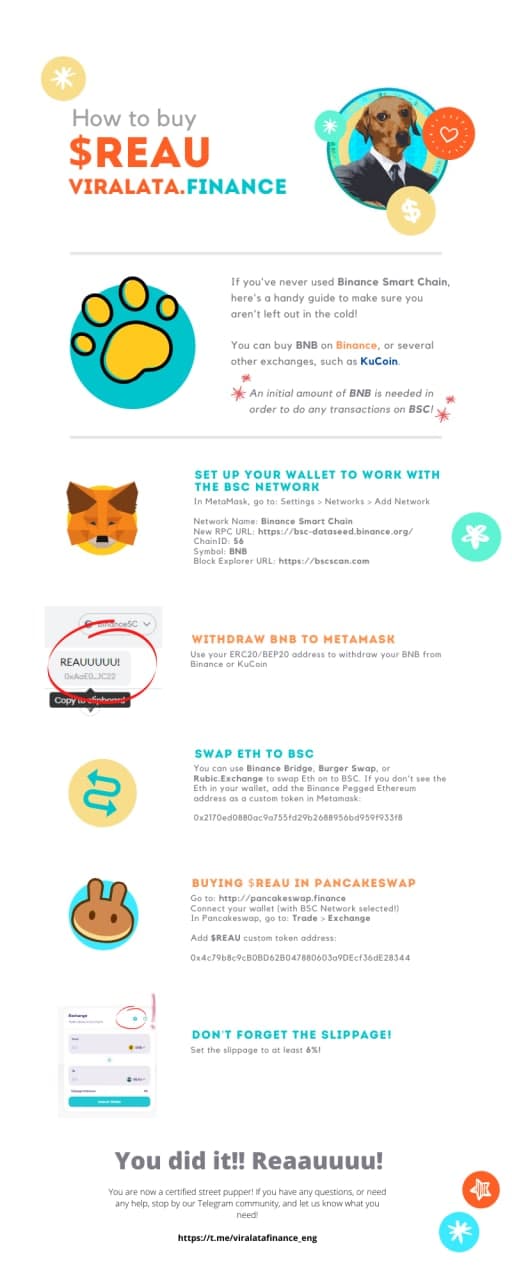 How to buy
$REAU
VIRALATA.FINANCE
If you've never used Binance Smart Chain,
here's a handy guide to make sure you
aren't left out in the cold!
You can buy BNB on Binance, or several
other exchanges, such as KuCoin.
An initial amount of BNB is needed in
order to do any transactions on BSC!
SET UP YOUR WALLET TO WORK WITH
THE BSC NETWORK
In MetaMask, go to: Settings > Networks > Add Network
Network Name: Binance Smart Chain
New RPC URL: https://bsc-dataseed.binance.org/
ChainID: 56
Symbol: BNB
Block Explorer URL: https://bscscan.com
BinanceSC
REAUUUUU!
0xAaE0...JC22
Copy to clipboard
WITHDRAW BNB TO METAMASK
Use your ERC20/BEP20 address to withdraw your BNB from
Binance or KuCoin
SWAP ETH TO BSC
You can use Binance Bridge, Burger Swap, or
Rubic.Exchange to swap Eth on to BSC. If you don't see the
Eth in your wallet, add the Binance Pegged Ethereum
address as a custom token in Metamask:
0x2170ed0880ac9a755fd29b2688956bd959f933f8
BUYING $REAU IN PANCAKESWAP
Go to: http://pancakeswap.finance
Connect your wallet (with BSC Network selected!)
In Pancakeswap, go to: Trade > Exchange
Add $REAU custom token address:
0x4c79b8c9cB0BD62B047880603a9DEcf36dE28344
Exchange
DON'T FORGET THE SLIPPAGE!
Set the slippage to at least 6%!
You did it!! Reaauuuu!
You are now a certified street pupper! If you have any questions, or need
any help, stop by our Telegram community, and let us know what you
need!
https://t.me/viralatafinance_eng